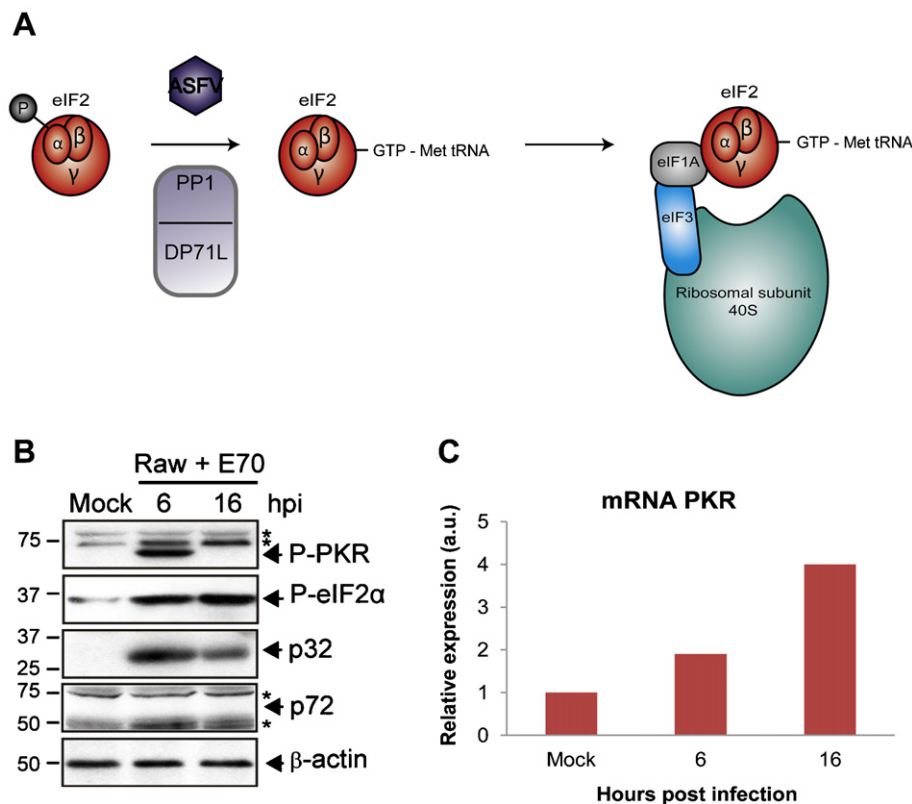 A
ASFV
P
eIF2
α
β
γ
PP1
DP71L
eIF2
α
β
γ
GTP - Met tRNA
eIF2
α
β
γ
GTP - Met tRNA
eIF1A
eIF3
Ribosomal subunit
40S
B
Raw + E70
Mock 6 16 hpi
75
*
*
P-PKR
37
P-eIF2α
37
25
p32
75
50
*
p72
*
50
β-actin
C
mRNA PKR
Relative expression (a.u.)
5
4
3
2
1
0
Mock 6 16
Hours post infection